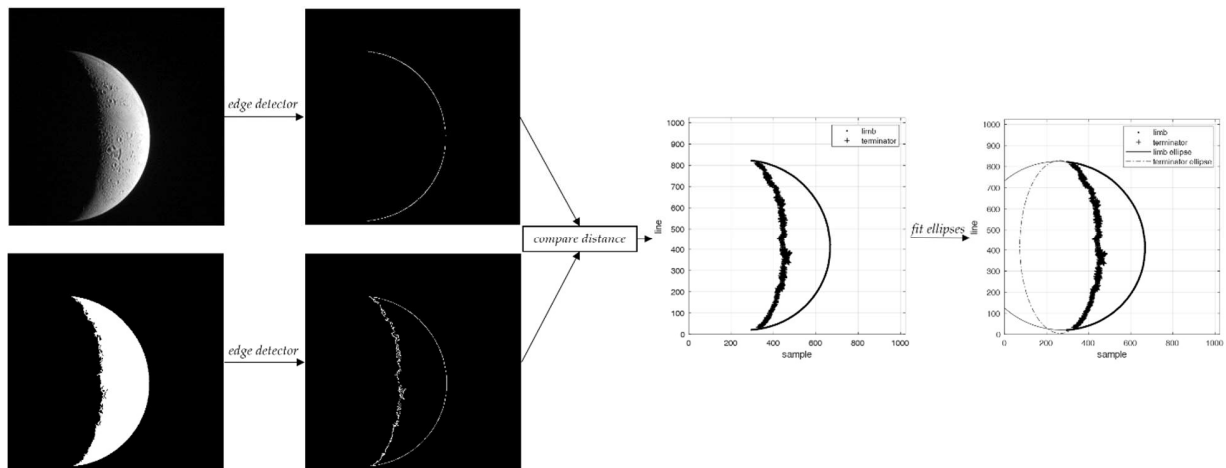 edge detector
edge detector
compare distance
limb
terminator
1000
900
800
700
600
500
400
300
200
100
0
line
0 200 400 600 800 1000
sample
fit ellipses
limb
terminator
limb ellipse
terminator ellipse
1000
900
800
700
600
500
400
300
200
100
0
line
0 200 400 600 800 1000
sample